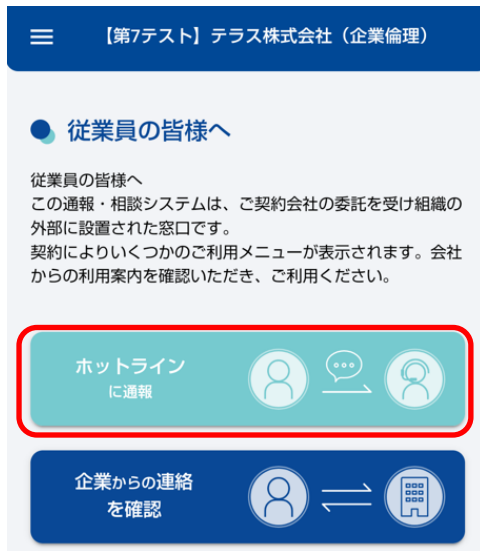 【第7テスト】テラス株式会社（企業倫理）
従業員の皆様へ
従業員の皆様へ
この通報・相談システムは、ご契約会社の委託を受け組織の
外部に設置された窓口です。
契約によりいくつかのご利用メニューが表示されます。会社
からの利用案内を確認いただき、ご利用ください。
ホットライン
に通報
企業からの連絡
を確認